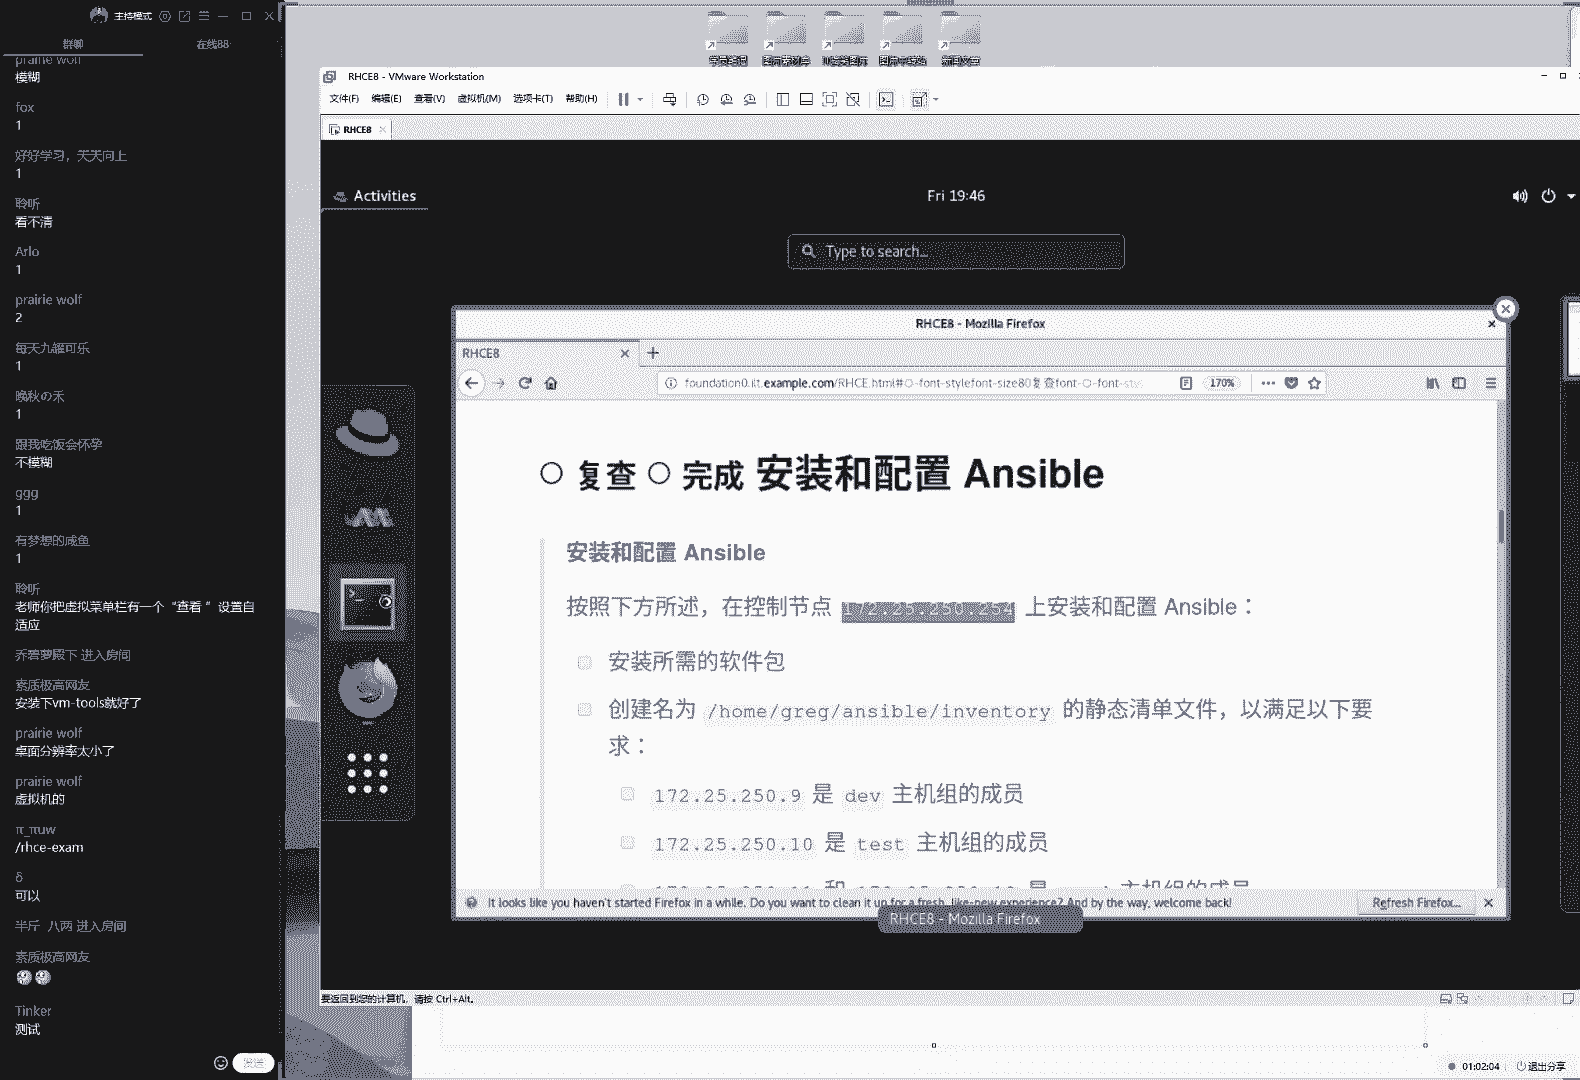 主持模式
群聊
在线88
prairie wolf
模糊
fox
1
好好学习，天天向上
1
聆听
看不清
Arlo
1
prairie wolf
2
每天九罐可乐
1
晚秋の禾
1
跟我吃饭会怀孕
不模糊
ggg
1
有梦想的咸鱼
1
聆听
老师你把虚拟菜单栏有一个“查看 ”设置自
适应
乔碧萝殿下 进入房间
素质极高网友
安装下vm-tools就好了
prairie wolf
桌面分辨率太小了
prairie wolf
虚拟机的
π_πuw
/rhce-exam
δ
可以
半斤 八两 进入房间
素质极高网友
Tinker
测试
发送
RHCE8 - VMware Workstation
文件(F) 编辑(E) 查看(V) 虚拟机(M) 选项卡(T) 帮助(H)
RHCE8
Activities
Fri 19:46
Type to search...
RHCE8 - Mozilla Firefox
RHCE8
foundation0.ilt.example.com/RHCE.html#○-font-stylefont-size80复查font-○-font-sty
170%
复查 完成 安装和配置 Ansible
安装和配置 Ansible
按照下方所述，在控制节点 172.25.250.254 上安装和配置 Ansible：
安装所需的软件包
创建名为 /home/greg/ansible/inventory 的静态清单文件，以满足以下要
求：
172.25.250.9 是 dev 主机组的成员
172.25.250.10 是 test 主机组的成员
It looks like you haven't started Firefox in a while. Do you want to clean it up for a fresh, like-new experience? And by the way, welcome back!
Refresh Firefox...
RHCE8 - Mozilla Firefox
要返回到您的计算机，请按 Ctrl+Alt。
01:02:04
退出分享